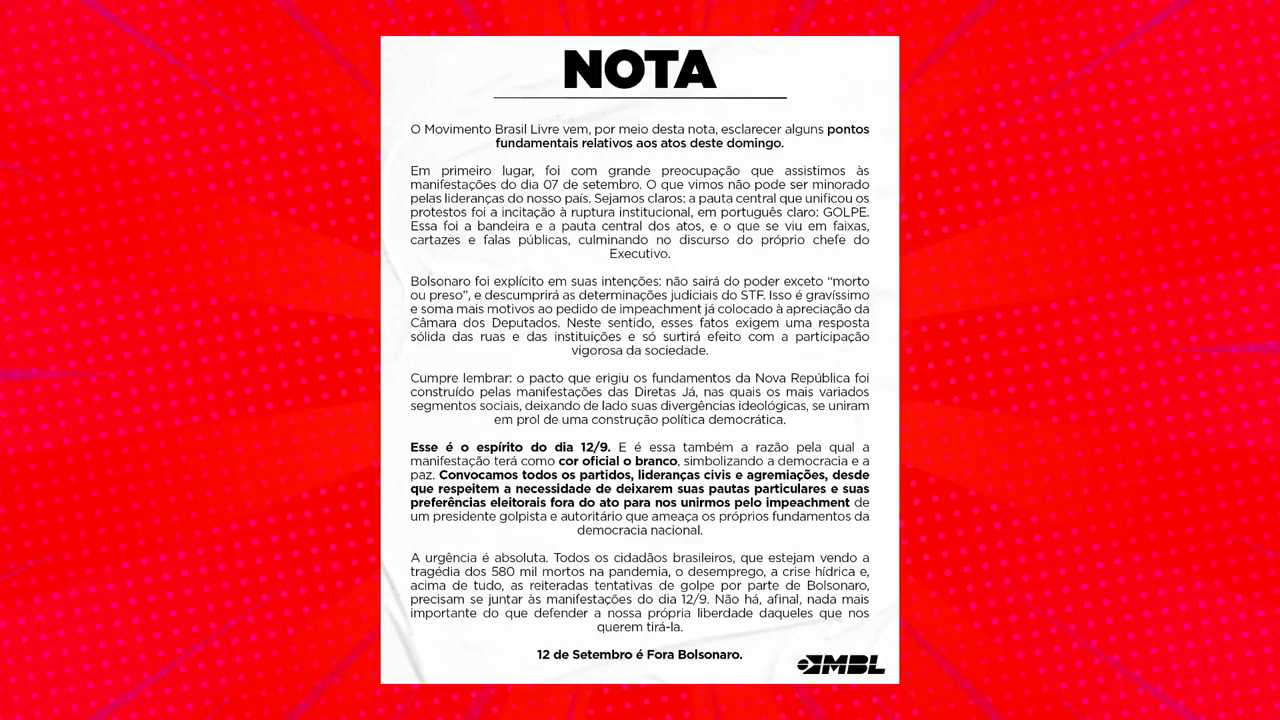 NOTA
O Movimento Brasil Livre vem, por meio desta nota, esclarecer alguns pontos
fundamentais relativos aos atos deste domingo.
Em primeiro lugar, foi com grande preocupação que assistimos às
manifestações do dia 07 de setembro. O que vimos não pode ser minorado
pelas lideranças do nosso país. Sejamos claros: a pauta central que unificou os
protestos foi a incitação à ruptura institucional, em português claro: GOLPE.
Essa foi a bandeira e a pauta central dos atos, e o que se viu em faixas,
cartazes e falas públicas, culminando no discurso do próprio chefe do
Executivo.
Bolsonaro foi explícito em suas intenções: não sairá do poder exceto “morto
ou preso”, e descumprirá as determinações judiciais do STF. Isso é gravíssimo
e soma mais motivos ao pedido de impeachment já colocado à apreciação da
Câmara dos Deputados. Neste sentido, esses fatos exigem uma resposta
sólida das ruas e das instituições e só surtirá efeito com a participação
vigorosa da sociedade.
Cumpre lembrar: o pacto que erigiu os fundamentos da Nova República foi
construído pelas manifestações das Diretas Já, nas quais os mais variados
segmentos sociais, deixando de lado suas divergências ideológicas, se uniram
em prol de uma construção política democrática.
Esse é o espírito do dia 12/9. E é essa também a razão pela qual a
manifestação terá como cor oficial o branco, simbolizando a democracia e a
paz. Convocamos todos os partidos, lideranças civis e agremiações, desde
que respeitem a necessidade de deixarem suas pautas particulares e suas
preferências eleitorais fora do ato para nos unirmos pelo impeachment de
um presidente golpista e autoritário que ameaça os próprios fundamentos da
democracia nacional.
A urgência é absoluta. Todos os cidadãos brasileiros, que estejam vendo a
tragédia dos 580 mil mortos na pandemia, o desemprego, a crise hídrica e,
acima de tudo, as reiteradas tentativas de golpe por parte de Bolsonaro,
precisam se juntar às manifestações do dia 12/9. Não há, afinal, nada mais
importante do que defender a nossa própria liberdade daqueles que nos
querem tirá-la.
12 de Setembro é Fora Bolsonaro.
MBL